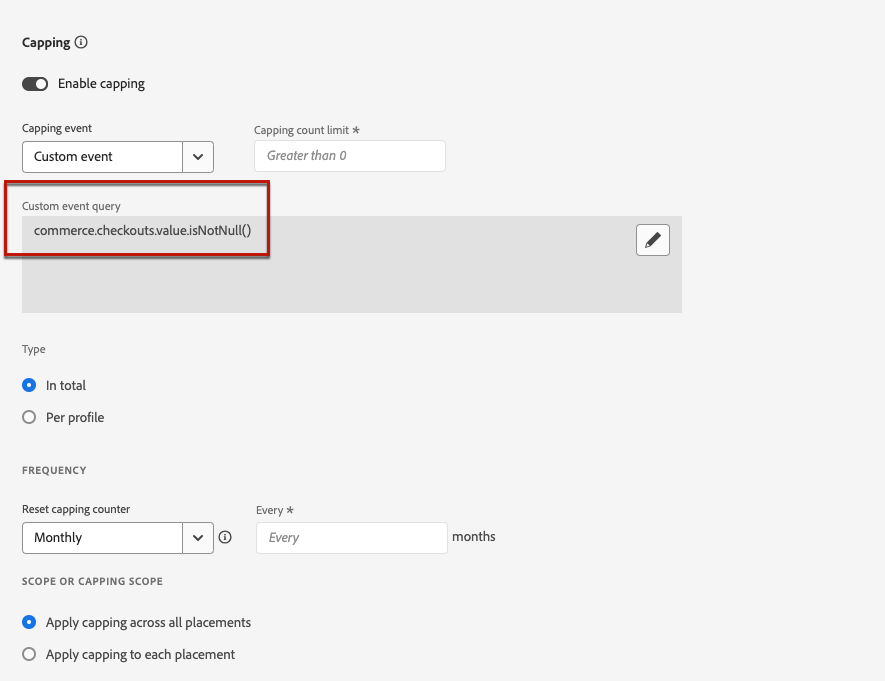 Capping
Enable capping
Capping event
Capping count limit *
Custom event
Greater than 0
Custom event query
commerce.checkouts.value.isNotNull()
Type
In total
Per profile
FREQUENCY
Reset capping counter
Every *
Monthly
Every
months
SCOPE OR CAPPING SCOPE
Apply capping across all placements
Apply capping to each placement